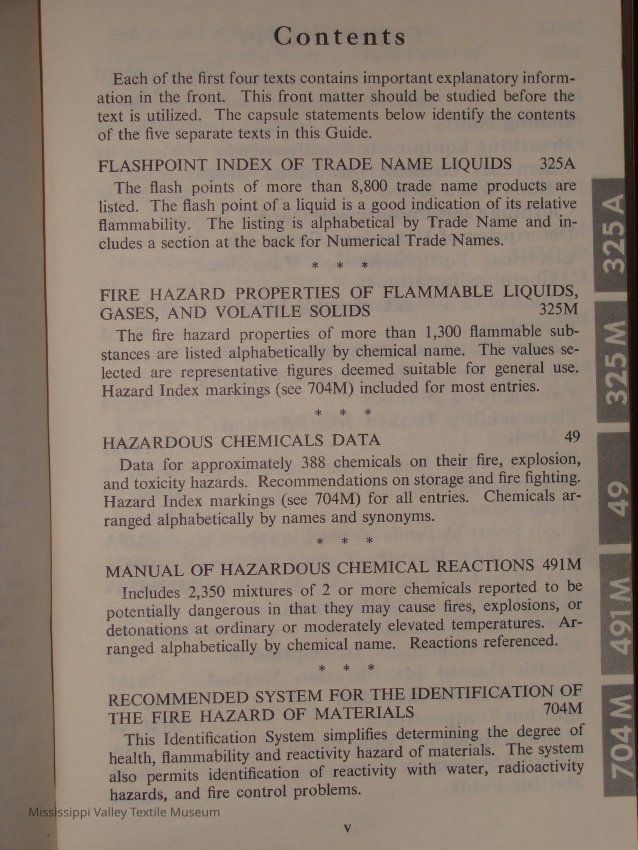 Contents
Each of the first four texts contains important explanatory inform-
ation in the front. This front matter should be studied before the
text is utilized. The capsule statements below identify the contents
of the five separate texts in this Guide.
FLASHPOINT INDEX OF TRADE NAME LIQUIDS 325A
The flash points of more than 8,800 trade name products are
listed. The flash point of a liquid is a good indication of its relative
flammability. The listing is alphabetical by Trade Name and in-
cludes a section at the back for Numerical Trade Names.
* * *
FIRE HAZARD PROPERTIES OF FLAMMABLE LIQUIDS,
GASES, AND VOLATILE SOLIDS 325M
The fire hazard properties of more than 1,300 flammable sub-
stances are listed alphabetically by chemical name. The values se-
lected are representative figures deemed suitable for general use.
Hazard Index markings (see 704M) included for most entries.
* * *
HAZARDOUS CHEMICALS DATA 49
Data for approximately 388 chemicals on their fire, explosion,
and toxicity hazards. Recommendations on storage and fire fighting.
Hazard Index markings (see 704M) for all entries. Chemicals ar-
ranged alphabetically by names and synonyms.
* * *
MANUAL OF HAZARDOUS CHEMICAL REACTIONS 491M
Includes 2,350 mixtures of 2 or more chemicals reported to be
potentially dangerous in that they may cause fires, explosions, or
detonations at ordinary or moderately elevated temperatures. Ar-
ranged alphabetically by chemical name. Reactions referenced.
* * *
RECOMMENDED SYSTEM FOR THE IDENTIFICATION OF
THE FIRE HAZARD OF MATERIALS 704M
This Identification System simplifies determining the degree of
health, flammability and reactivity hazard of materials. The system
also permits identification of reactivity with water, radioactivity
hazards, and fire control problems.
v
325A
325M
49
491M
704M
Mississippi Valley Textile Museum